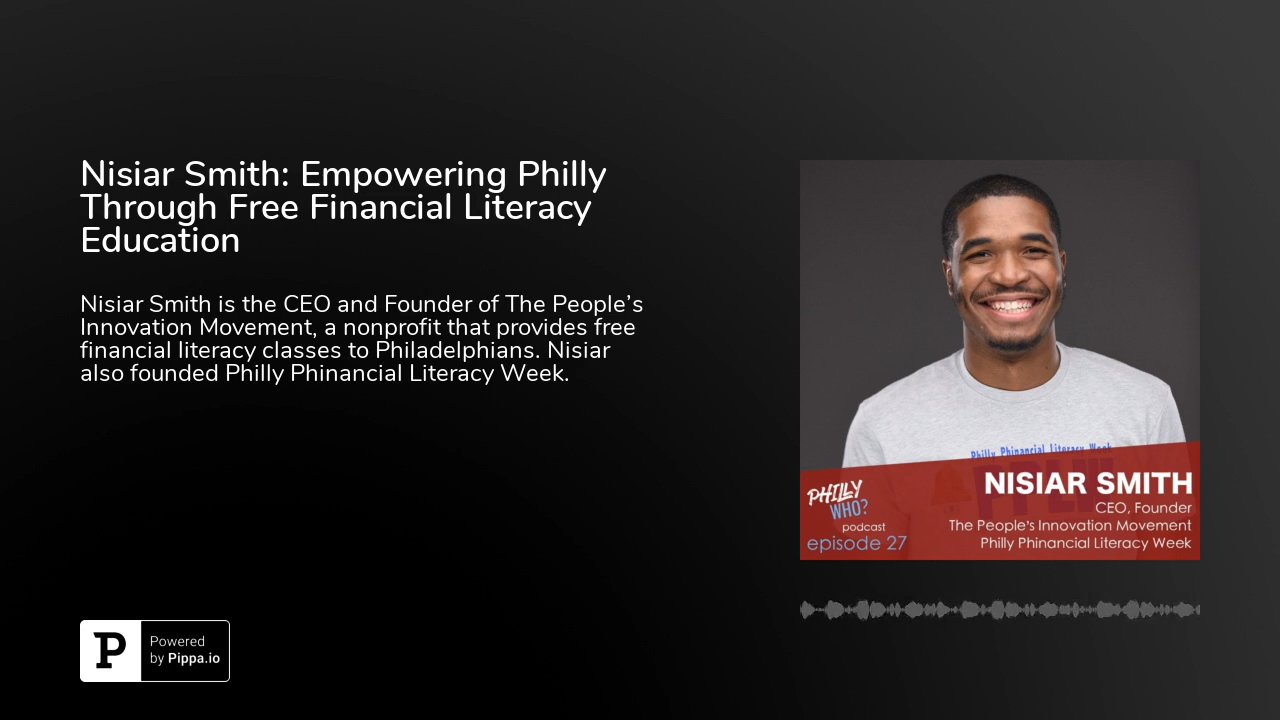 Nisiar Smith: Empowering Philly
Through Free Financial Literacy
Education
Nisiar Smith is the CEO and Founder of The People’s
Innovation Movement, a nonprofit that provides free
financial literacy classes to Philadelphians. Nisiar
also founded Philly Phinancial Literacy Week.
Philly Phinancial Literacy Week
PHILLY
WHO?
podcast
episode 27
NISIAR SMITH
CEO, Founder
The People's Innovation Movement
Philly Phinancial Literacy Week
P
Powered
by Pippa.io